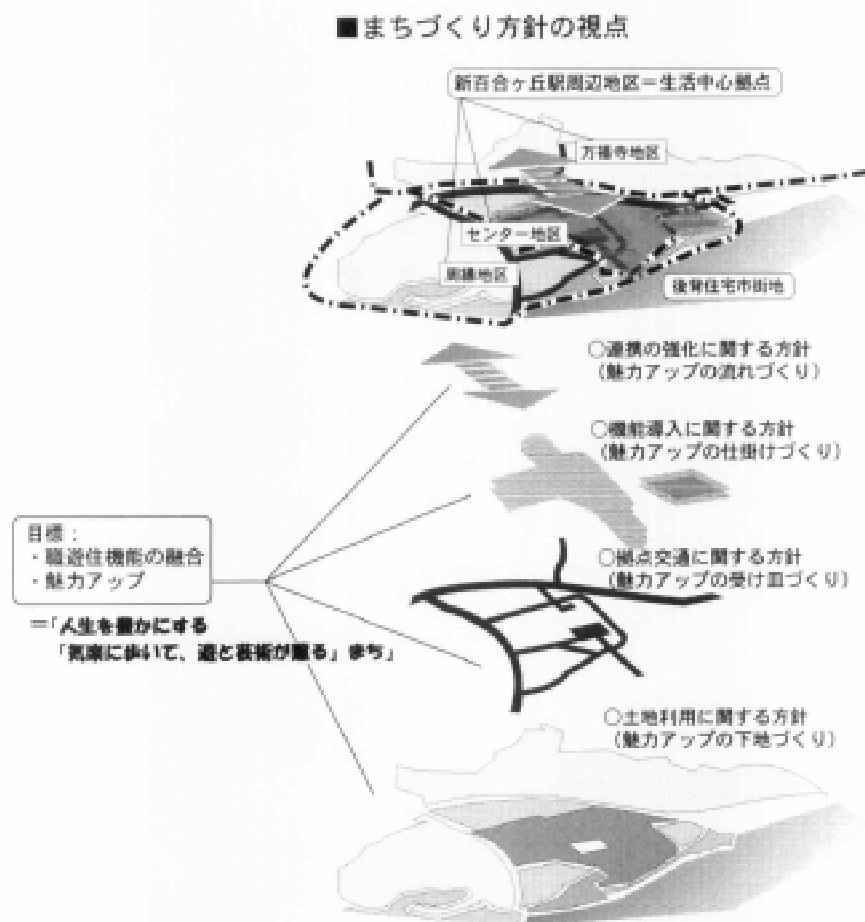 ■まちづくり方針の視点
新百合ヶ丘駅周辺地区=生活中心拠点
万福寺地区
センター地区
周縁地区
後背住宅市街地
○連携の強化に関する方針
(魅力アップの流れづくり)
○機能導入に関する方針
(魅力アップの仕掛けづくり)
目標:
・職遊住機能の融合
・魅力アップ
=「人生を豊かにする
「気楽に歩いて、遊と芸術が薫る」まち」
○拠点交通に関する方針
(魅力アップの受け皿づくり)
○土地利用に関する方針
(魅力アップの下地づくり)